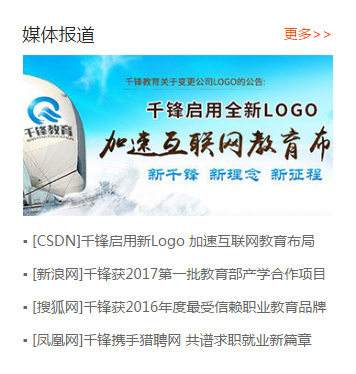 媒体报道
更多>>
千锋教育关于变更公司LOGO的公告:
千锋启用全新LOGO
千锋教育
加速互联网教育布
新千锋 新理念 新征程
▪ [CSDN]千锋启用新Logo 加速互联网教育布局
▪ [新浪网]千锋获2017第一批教育部产学合作项目
▪ [搜狐网]千锋获2016年度最受信赖职业教育品牌
▪ [凤凰网]千锋携手猎聘网 共谱求职就业新篇章